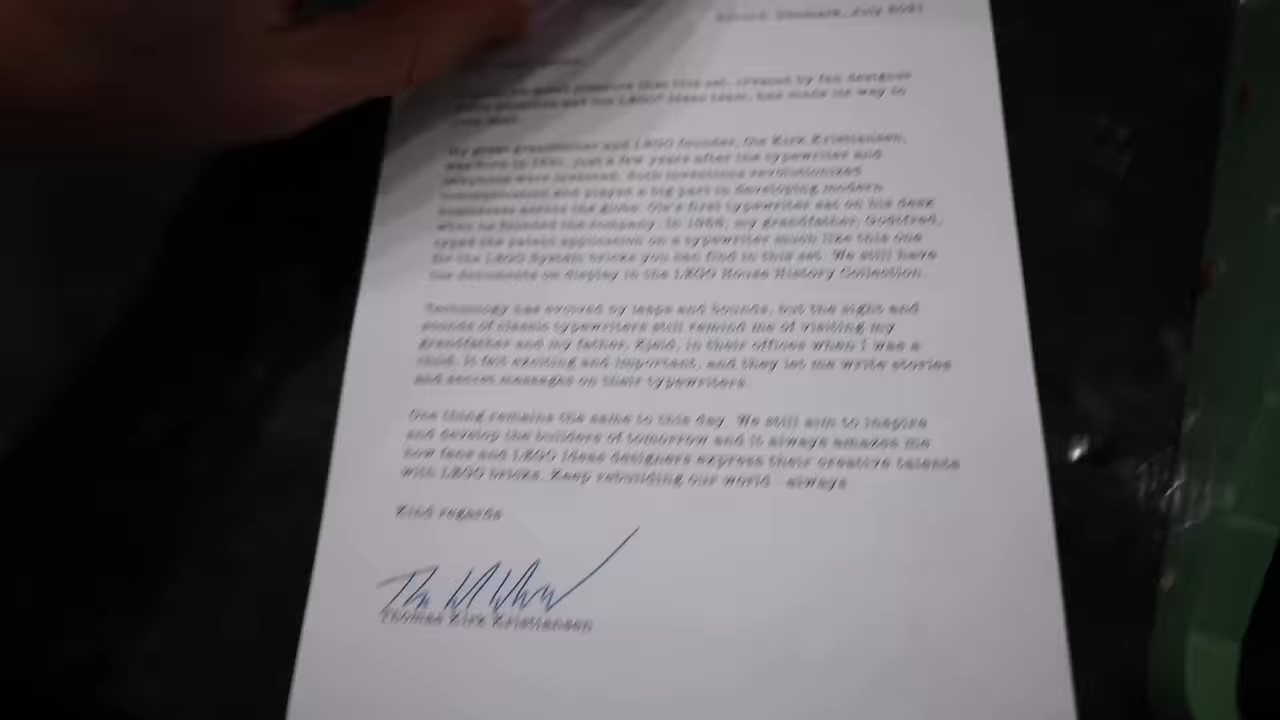 Denmark, July 2021
great pleasure that this set, created by fan designer
and the LEGO® Ideas team, has made its way to
My great grandfather and LEGO founder, Ole Kirk Kristiansen,
was born in 1891, just a few years after the typewriter and
telephone were invented. Such inventions revolutionized
communication and played a big part in developing modern
businesses across the globe. Ole's first typewriter sat on his desk
when he founded the company. In 1958, my grandfather, Godtfred,
typed the patent application on a typewriter much like this one
for the LEGO System bricks you can find in this set. We still have
the documents on display in the LEGO House History Collection.
Technology has evolved by leaps and bounds, but the sight and
sounds of classic typewriters still remind me of visiting my
grandfather and my father, Kjeld, in their offices when I was a
child. It felt exciting and important, and they let me write stories
and secret messages on their typewriters.
One thing remains the same to this day. We still aim to inspire
and develop the builders of tomorrow and it always amazes me
how fans and LEGO Ideas designers express their creative talents
with LEGO bricks. Keep rebuilding our world - always
Kind regards
Thomas Kirk Kristiansen